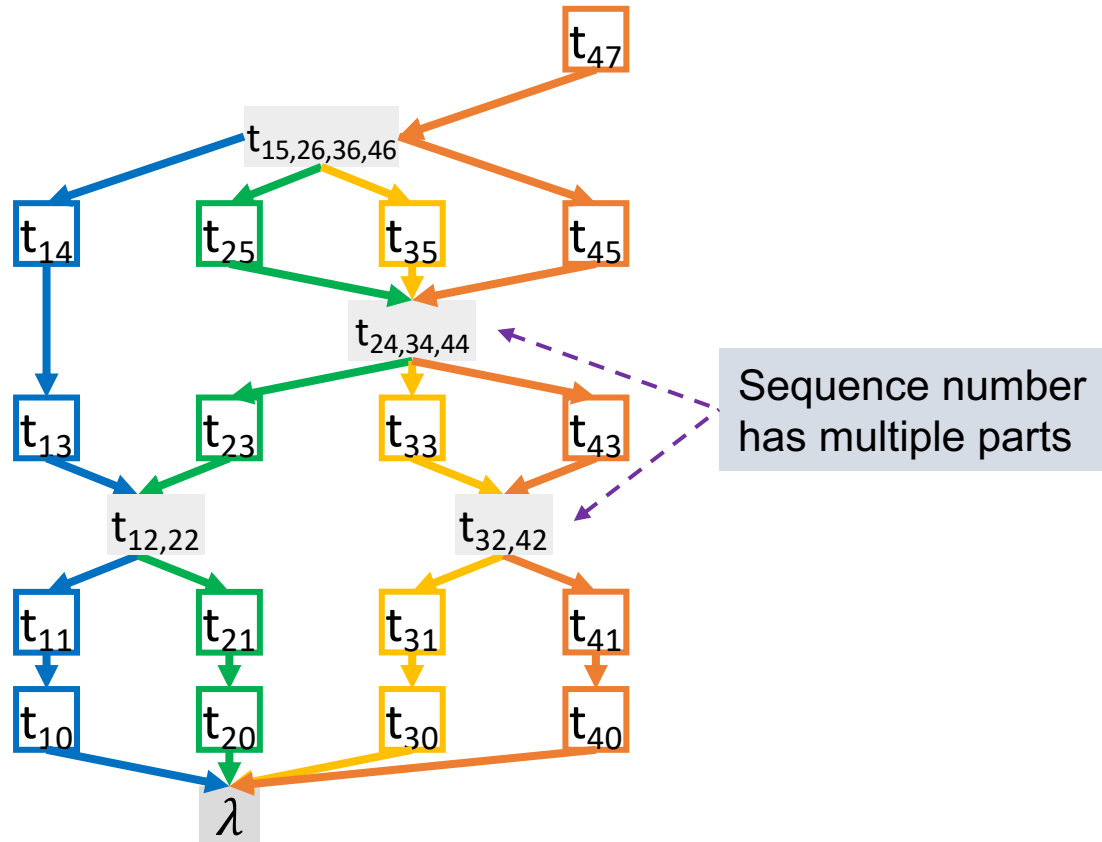 t47
t15,26,36,46
t14
t25
t35
t45
t24,34,44
Sequence number
has multiple parts
t13
t23
t33
t43
t12,22
t32,42
t11
t21
t31
t41
t10
t20
t30
t40
λ